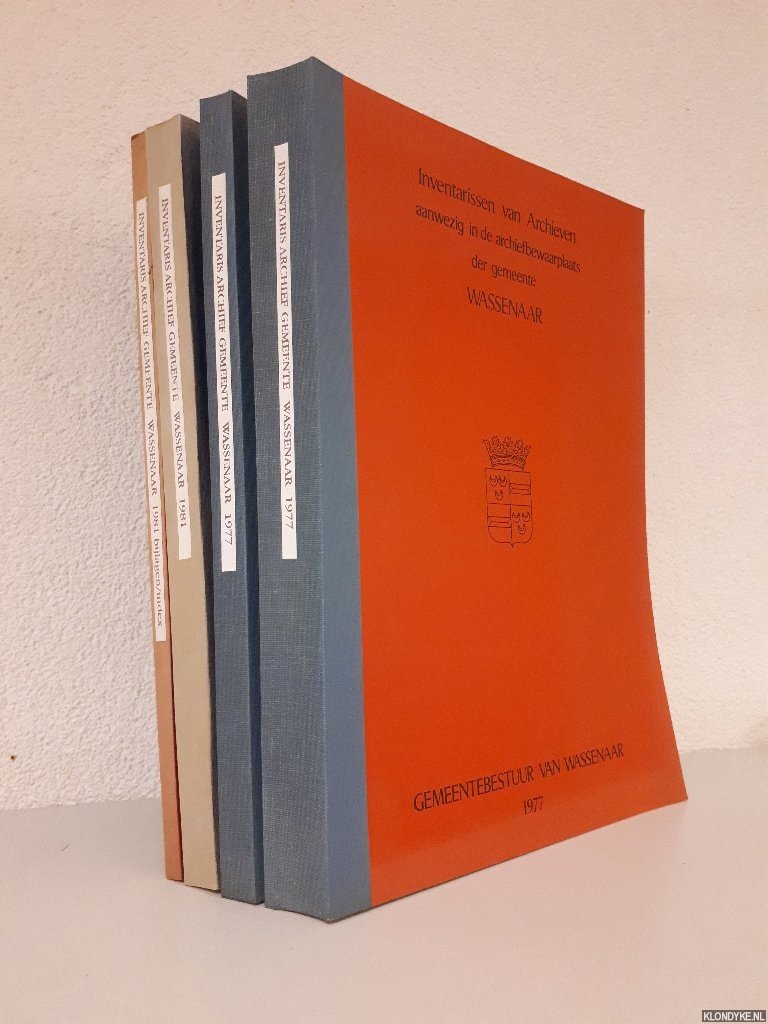 INVENTARIS ARCHIEF GEMEENTE WASSENAAR 1981 bijlagen/index
INVENTARIS ARCHIEF GEMEENTE WASSENAAR 1981
INVENTARIS ARCHIEF GEMEENTE WASSENAAR 1977
INVENTARIS ARCHIEF GEMEENTE WASSENAAR 1977
Inventarissen van Archieven
aanwezig in de archiefbewaarplaats
der gemeente
WASSENAAR
GEMEENTEBESTUUR VAN WASSENAAR
1977
KLONDYKE.NL